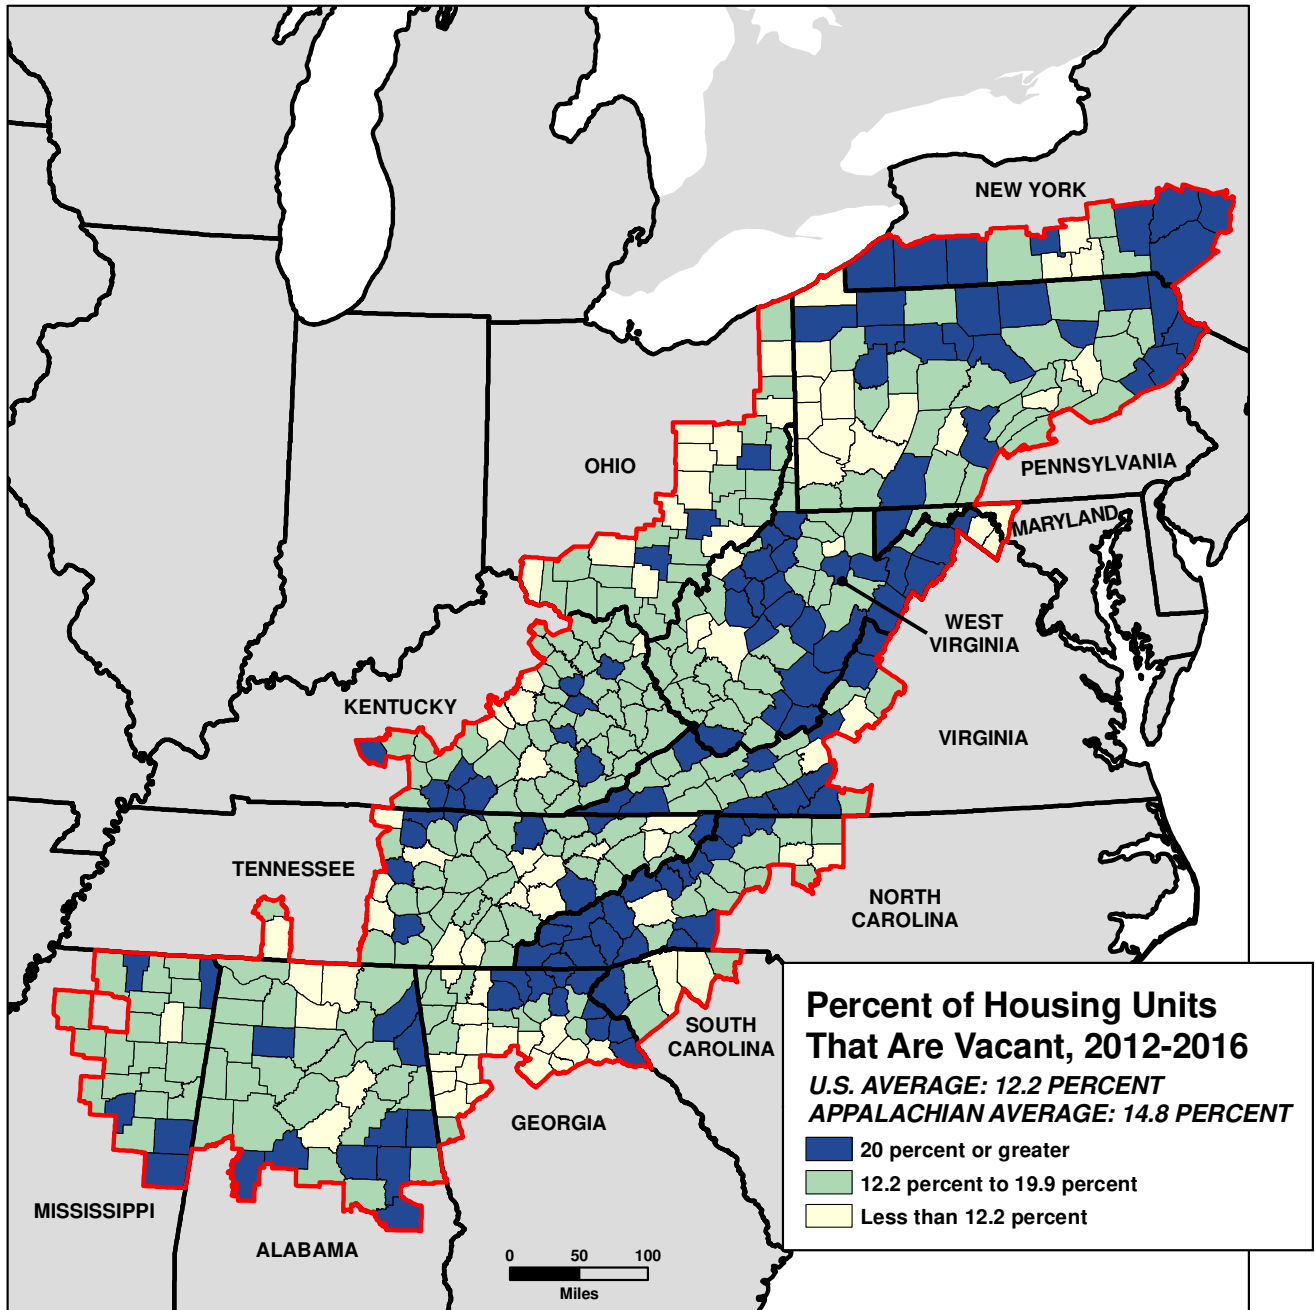 NEW YORK
OHIO
PENNSYLVANIA
MARYLAND
WEST
VIRGINIA
KENTUCKY
VIRGINIA
TENNESSEE
NORTH
CAROLINA
SOUTH
CAROLINA
GEORGIA
MISSISSIPPI
ALABAMA
Percent of Housing Units
That Are Vacant, 2012-2016
U.S. AVERAGE: 12.2 PERCENT
APPALACHIAN AVERAGE: 14.8 PERCENT
20 percent or greater
12.2 percent to 19.9 percent
Less than 12.2 percent
0 50 100
Miles